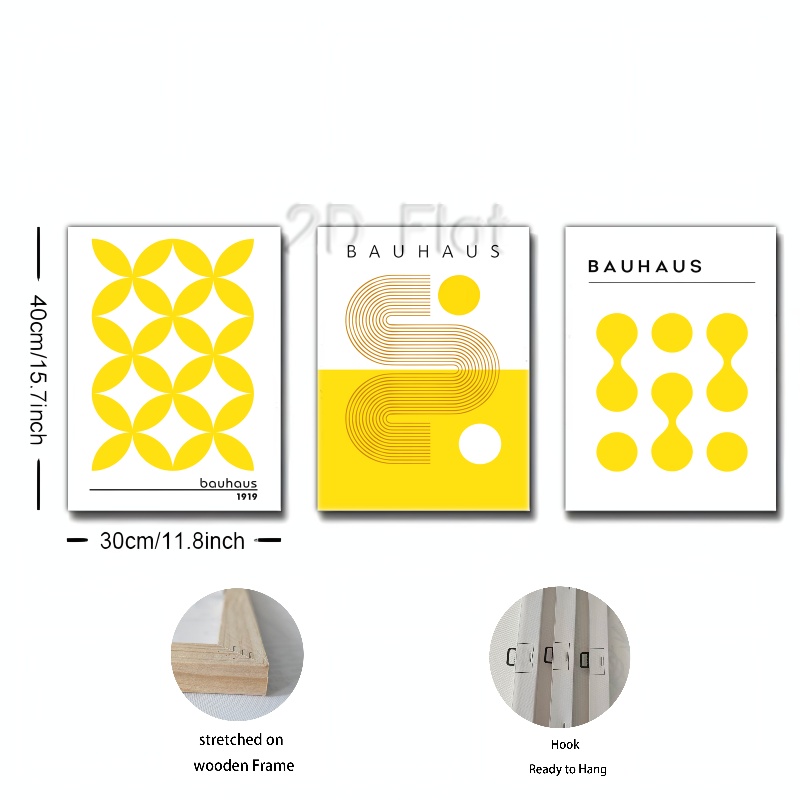 2D Flat
BAUHAUS
BAUHAUS
bauhaus
1919
40cm/15.7inch
30cm/11.8inch
stretched on
wooden Frame
Hook
Ready to Hang